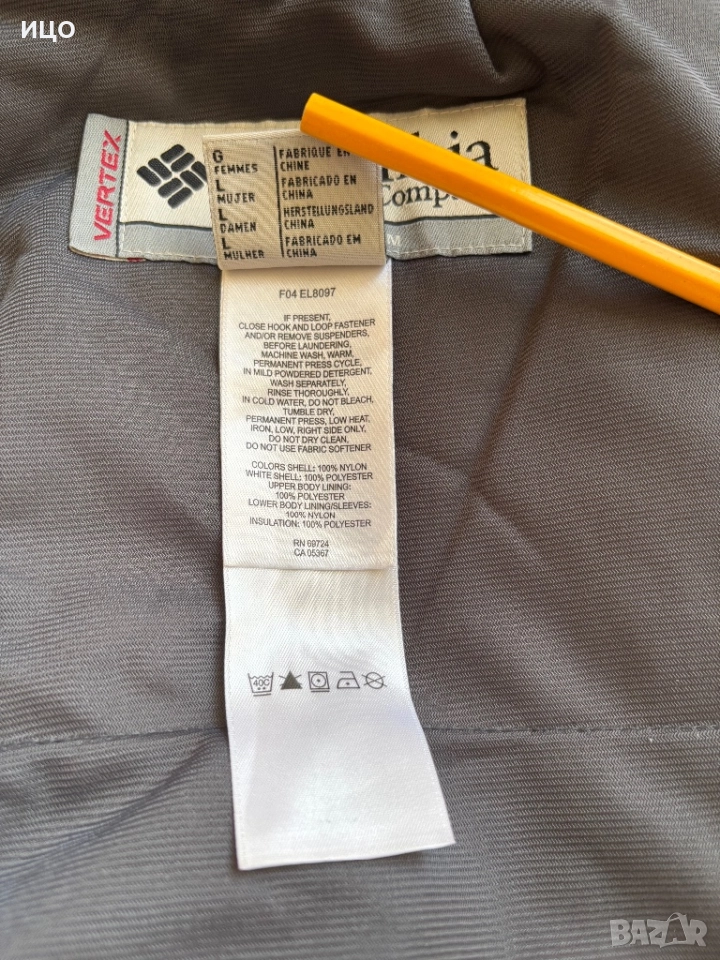 ИЦО
VERTEX
bia
Comp
M
G
FEMMES
FABRIQUE EN
CHINE
L
MUJER
FABRICADO EN
CHINA
L
DAMEN
HERSTELLUNGSLAND
CHINA
L
MULHER
FABRICADO EM
CHINA
F04 EL8097
IF PRESENT,
CLOSE HOOK AND LOOP FASTENER
AND/OR REMOVE SUSPENDERS,
BEFORE LAUNDERING,
MACHINE WASH, WARM,
PERMANENT PRESS CYCLE,
IN MILD POWDERED DETERGENT,
WASH SEPARATELY,
RINSE THOROUGHLY,
IN COLD WATER, DO NOT BLEACH,
TUMBLE DRY,
PERMANENT PRESS, LOW HEAT,
IRON, LOW, RIGHT SIDE ONLY,
DO NOT DRY CLEAN,
DO NOT USE FABRIC SOFTENER
COLORS SHELL: 100% NYLON
WHITE SHELL: 100% POLYESTER
UPPER BODY LINING:
100% POLYESTER
LOWER BODY LINING/SLEEVES:
100% NYLON
INSULATION: 100% POLYESTER
RN 69724
CA 05367
40C
BAZAR